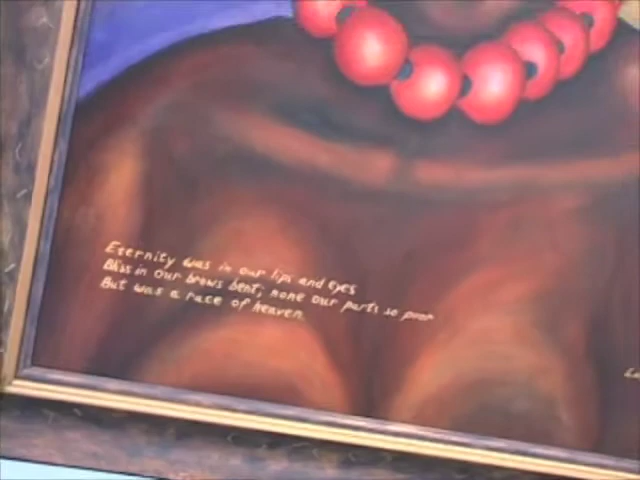 Eternity was in our lips and eyes
Bliss in our brows bent; none our parts so poor
But was a race of heaven